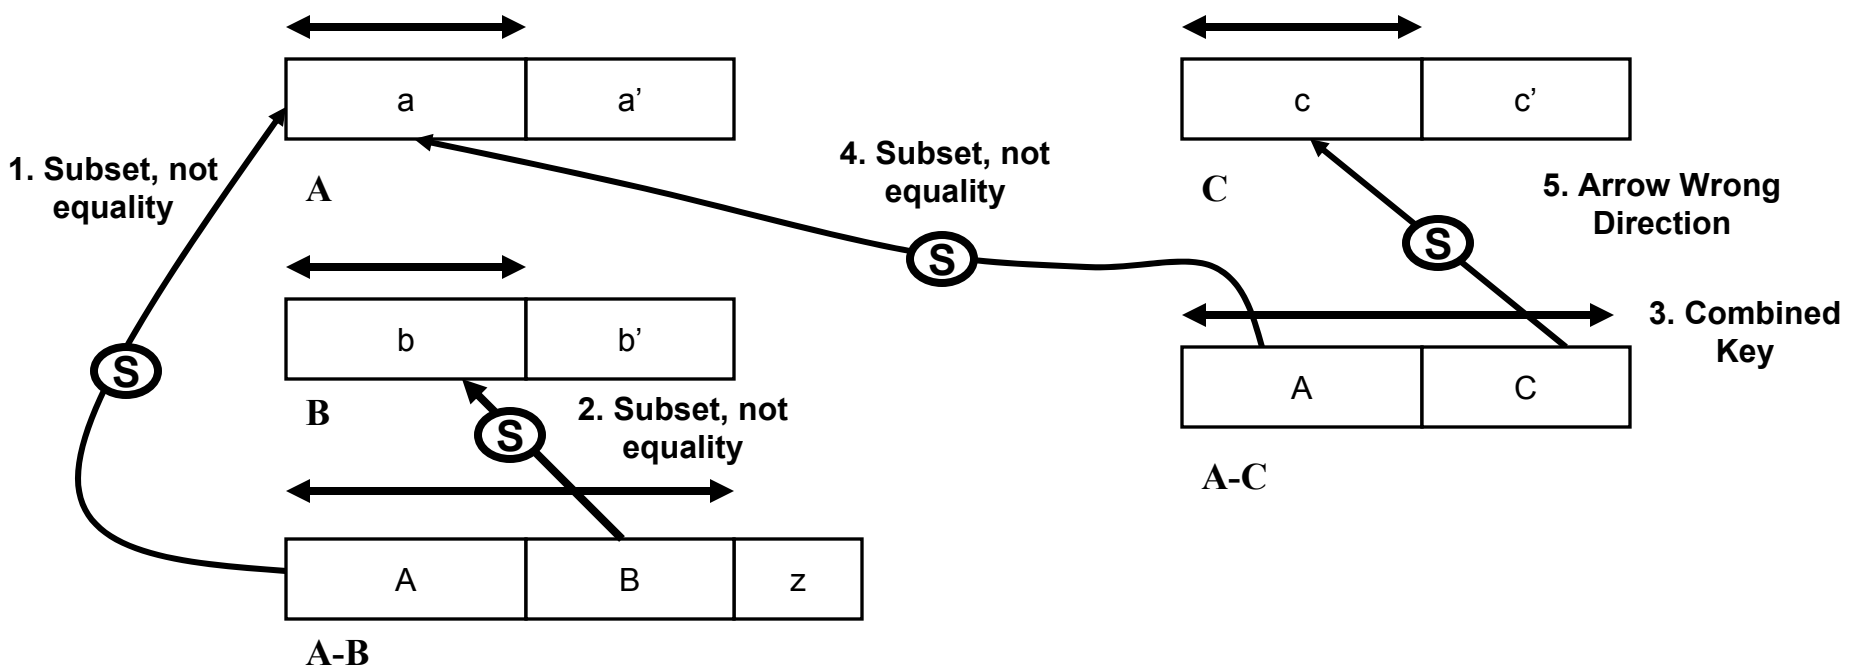 a a’
c c’
1. Subset, not
equality
A
4. Subset, not
equality
C
5. Arrow Wrong
Direction
S
S
3. Combined
Key
b b’
S
B
2. Subset, not
equality
S
A C
A-C
A B z
A-B